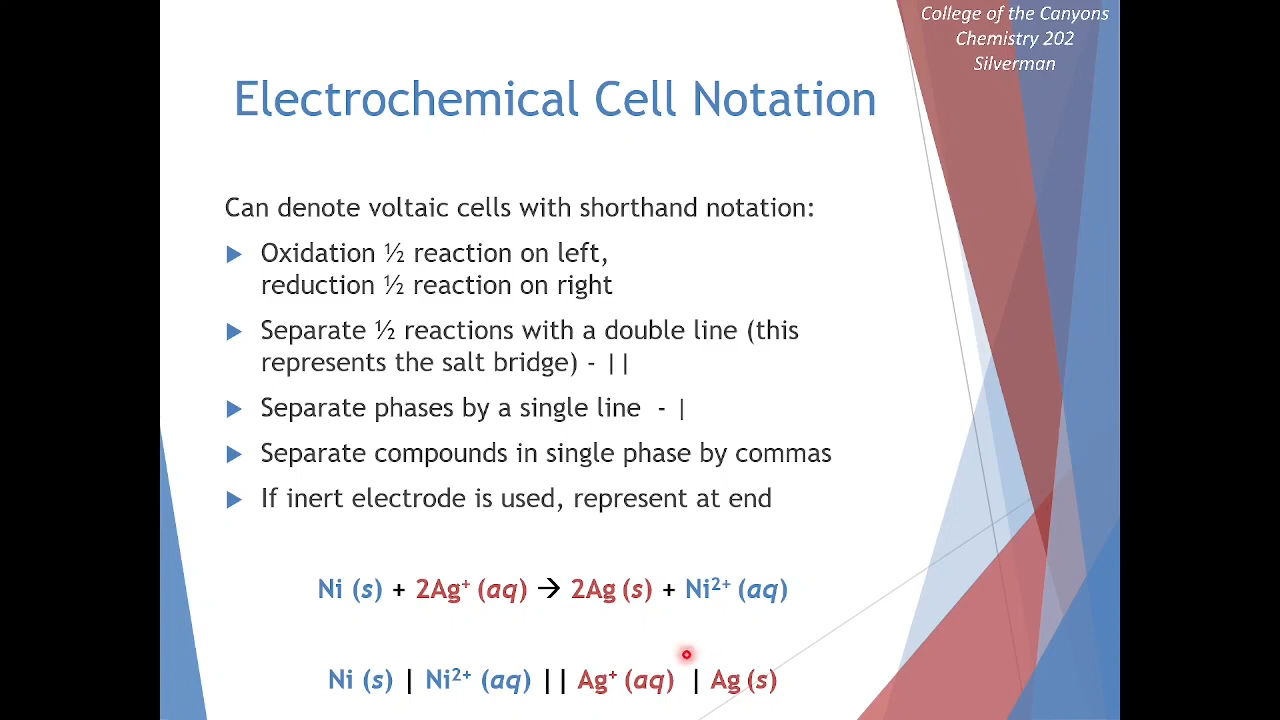 College of the Canyons
Chemistry 202
Silverman
Electrochemical Cell Notation
Can denote voltaic cells with shorthand notation:
Oxidation ½ reaction on left,
reduction ½ reaction on right
Separate ½ reactions with a double line (this
represents the salt bridge) - ||
Separate phases by a single line - |
Separate compounds in single phase by commas
If inert electrode is used, represent at end
Ni (s) + 2Ag⁺ (aq) → 2Ag (s) + Ni²⁺ (aq)
Ni (s) | Ni²⁺ (aq) || Ag⁺ (aq) | Ag (s)